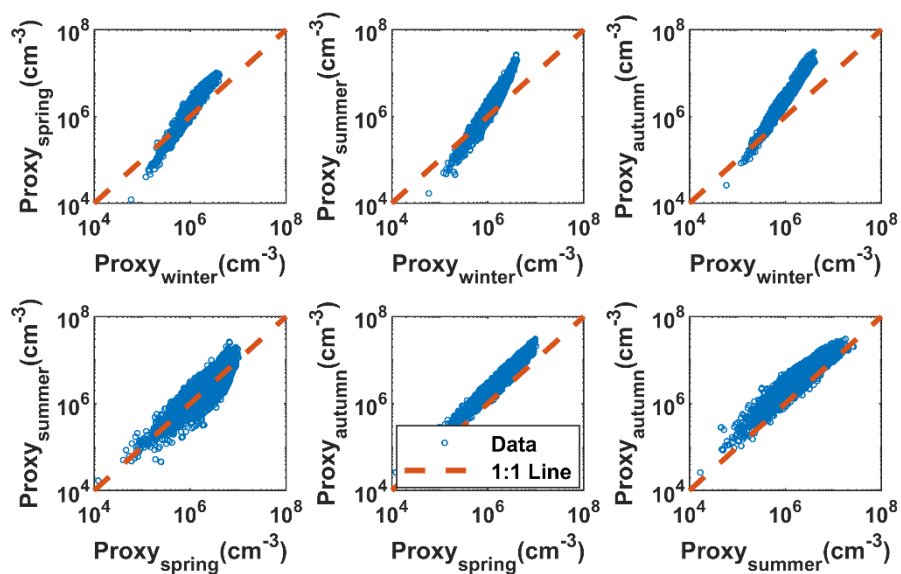 10^8
10^6
10^4
Proxy_spring(cm^-3)
10^4 10^6 10^8
Proxy_winter(cm^-3)
10^8
10^6
10^4
Proxy_summer(cm^-3)
10^4 10^6 10^8
Proxy_winter(cm^-3)
10^8
10^6
10^4
Proxy_autumn(cm^-3)
10^4 10^6 10^8
Proxy_winter(cm^-3)
10^8
10^6
10^4
Proxy_summer(cm^-3)
10^4 10^6 10^8
Proxy_spring(cm^-3)
10^8
10^6
10^4
Proxy_autumn(cm^-3)
Data
1:1 Line
10^4 10^6 10^8
Proxy_spring(cm^-3)
10^8
10^6
10^4
Proxy_autumn(cm^-3)
10^4 10^6 10^8
Proxy_summer(cm^-3)